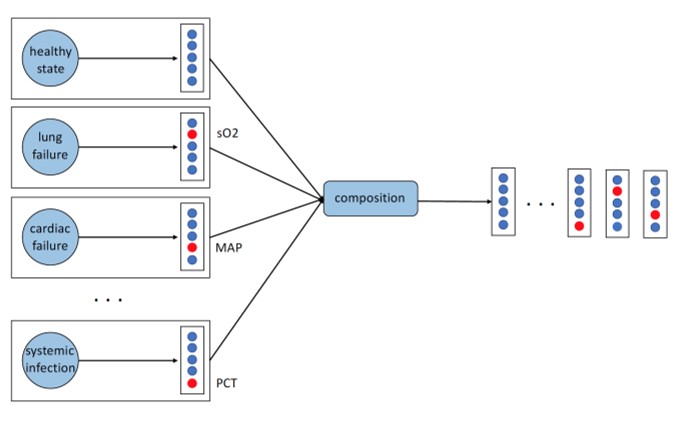 healthy
state
lung
failure
sO2
cardiac
failure
MAP
. . .
systemic
infection
PCT
composition
. . .